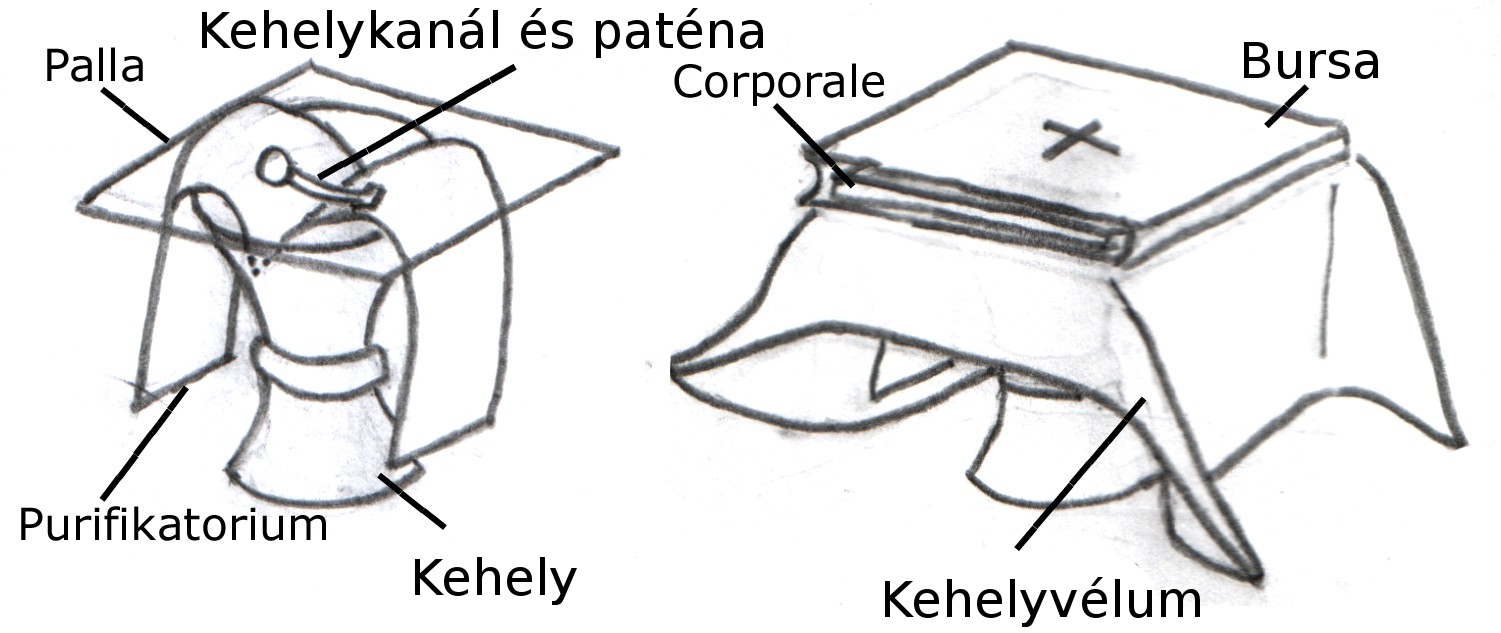 Kehelykanál és paténa
Palla
Purifikatorium
Kehely
Corporale
Bursa
Kehelyvélum